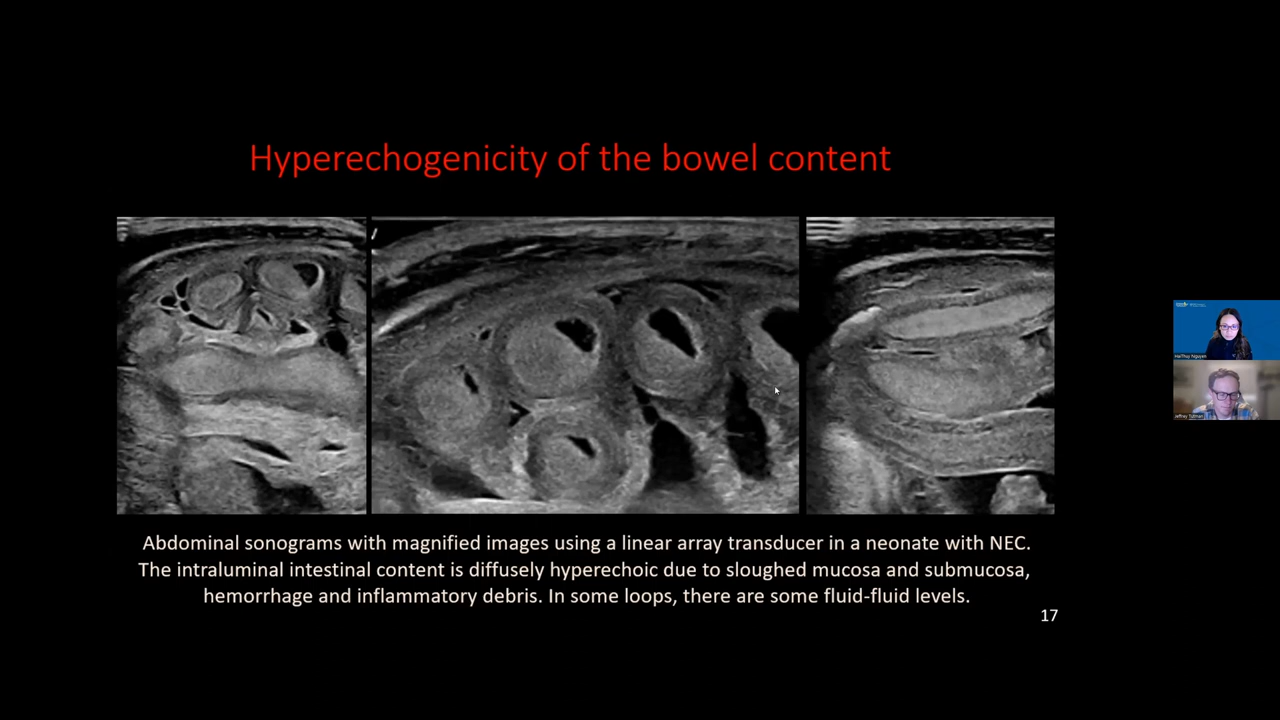 Hyperechogenicity of the bowel content
Abdominal sonograms with magnified images using a linear array transducer in a neonate with NEC.
The intraluminal intestinal content is diffusely hyperechoic due to sloughed mucosa and submucosa,
hemorrhage and inflammatory debris. In some loops, there are some fluid-fluid levels.
17
HaiThuy Nguyen